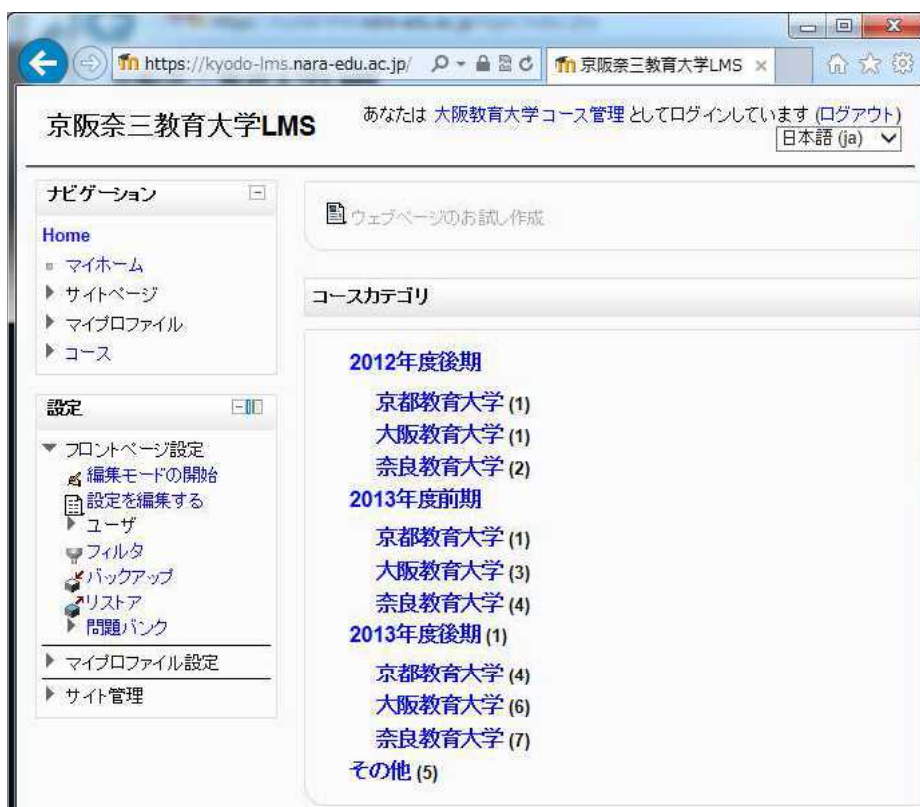 https://kyodo-lms.nara-edu.ac.jp/
京阪奈三教育大学LMS
京阪奈三教育大学LMS
あなたは 大阪教育大学コース管理 としてログインしています (ログアウト)
日本語 (ja)
ナビゲーション
Home
マイホーム
サイトページ
マイプロファイル
コース
設定
フロントページ設定
編集モードの開始
設定を編集する
ユーザ
フィルタ
バックアップ
リストア
問題バンク
マイプロファイル設定
サイト管理
ウェブページのお試し作成
コースカテゴリ
2012年度後期
京都教育大学 (1)
大阪教育大学 (1)
奈良教育大学 (2)
2013年度前期
京都教育大学 (1)
大阪教育大学 (3)
奈良教育大学 (4)
2013年度後期 (1)
京都教育大学 (4)
大阪教育大学 (6)
奈良教育大学 (7)
その他 (5)